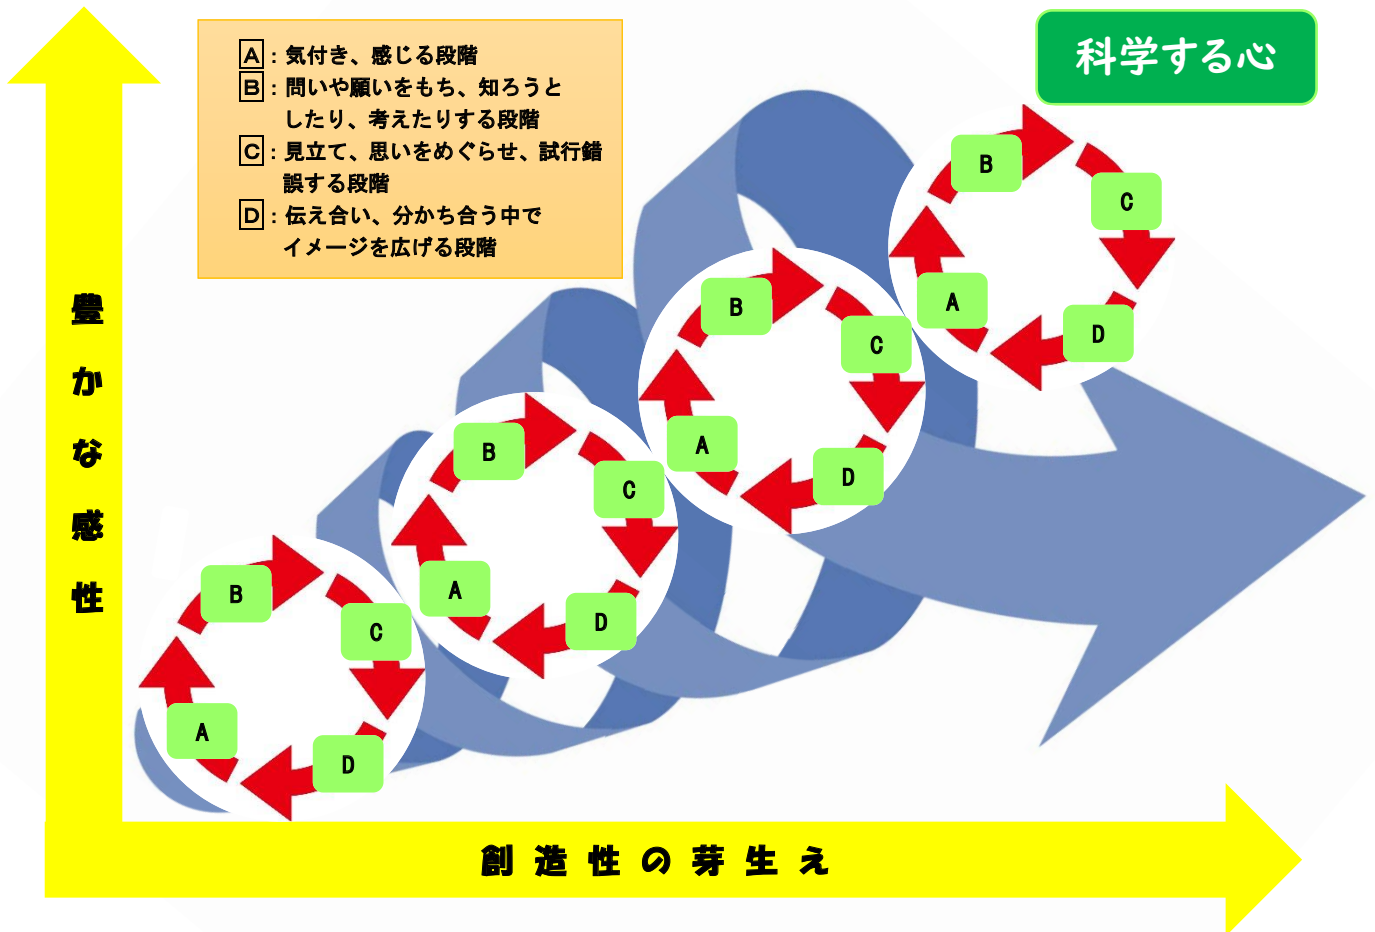 科学する心
A：気付き、感じる段階
B：問いや願いをもち、知ろうと
したり、考えたりする段階
C：見立て、思いをめぐらせ、試行錯
誤する段階
D：伝え合い、分かち合う中で
イメージを広げる段階
豊かな感性
B
C
A
D
B
C
A
D
B
C
A
D
B
C
A
D
創造性の芽生え